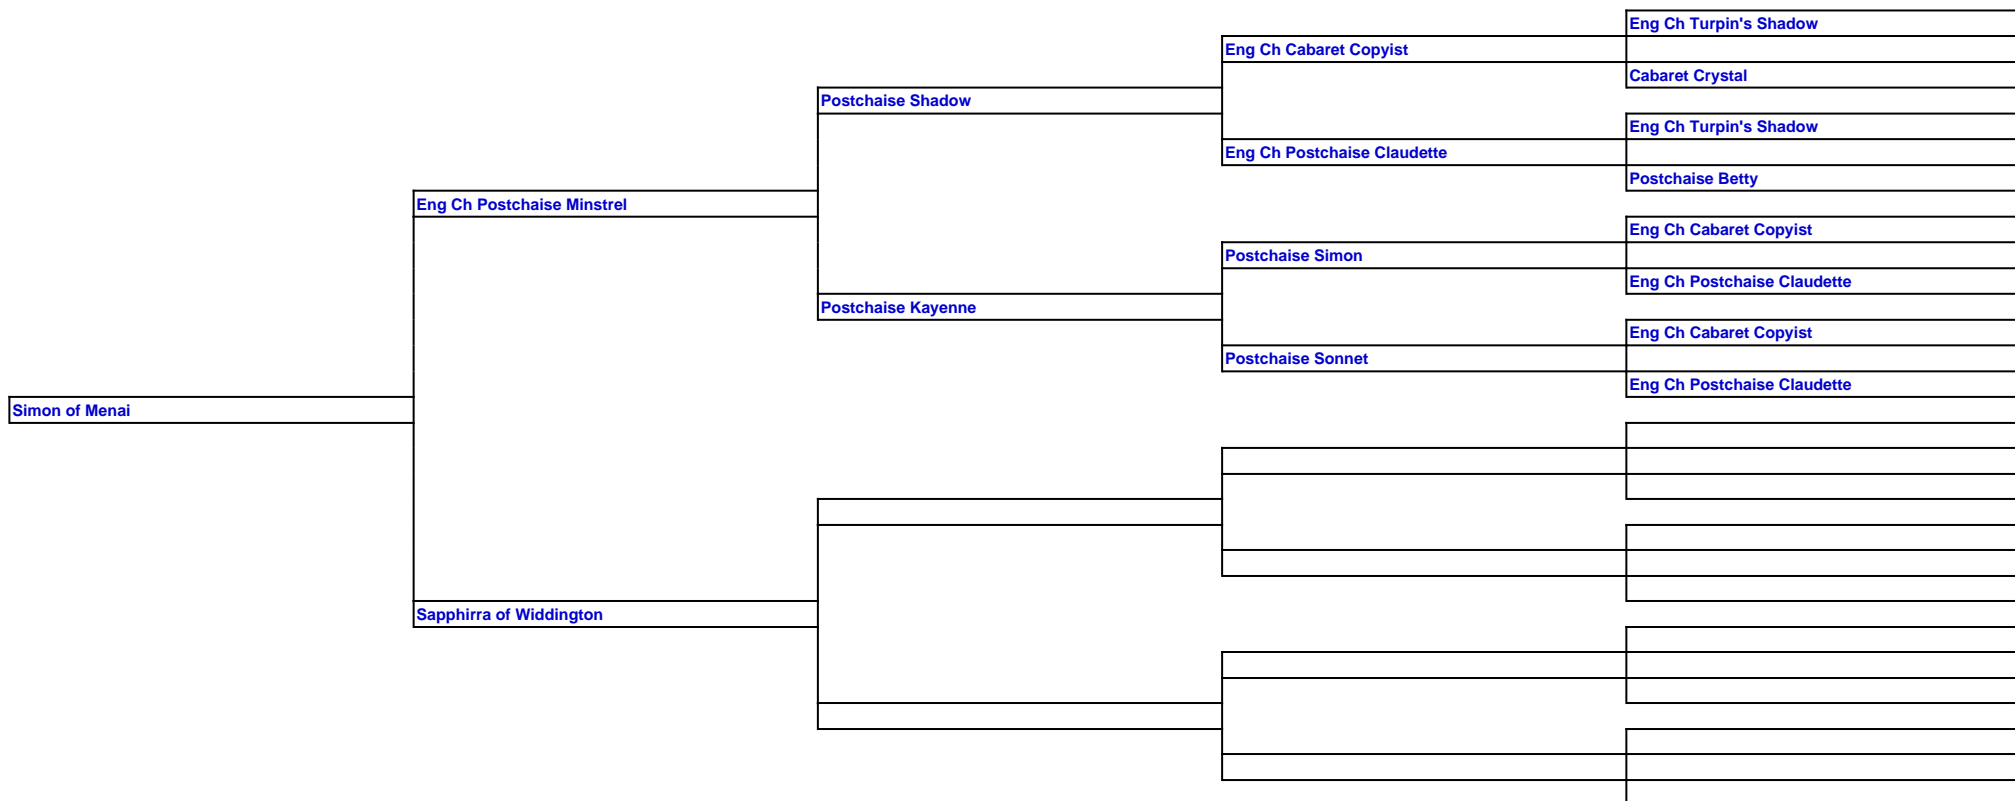 Eng Ch Turpin's Shadow
Eng Ch Cabaret Copyist
Cabaret Crystal
Postchaise Shadow
Eng Ch Turpin's Shadow
Eng Ch Postchaise Claudette
Postchaise Betty
Eng Ch Postchaise Minstrel
Eng Ch Cabaret Copyist
Postchaise Simon
Eng Ch Postchaise Claudette
Postchaise Kayenne
Eng Ch Cabaret Copyist
Postchaise Sonnet
Eng Ch Postchaise Claudette
Simon of Menai
Sapphirra of Widdington